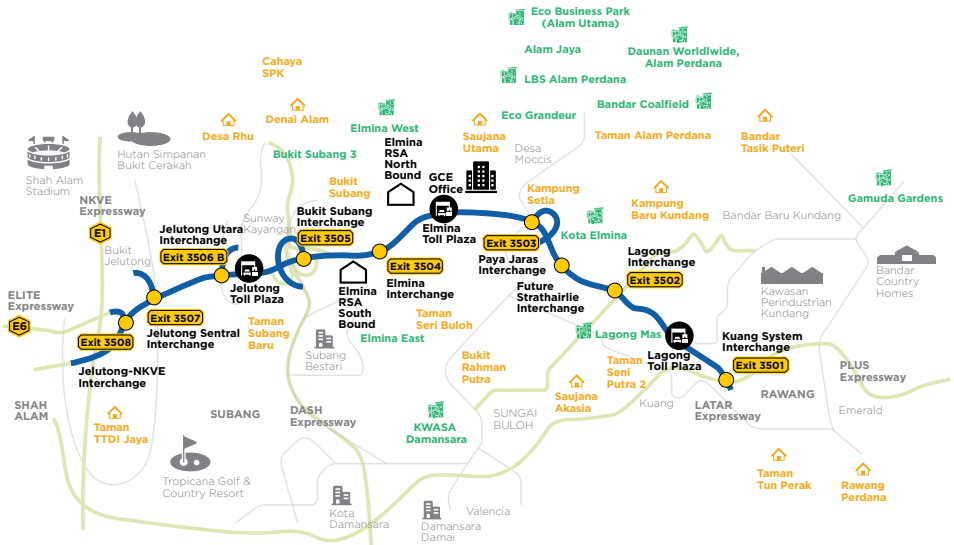 Eco Business Park
(Alam Utama)
Alam Jaya
Daunan Worldlwide,
Alam Perdana
Cahaya
SPK
LBS Alam Perdana
Bandar Coalfield
Denai Alam
Desa Rhu
Elmina West
Eco Grandeur
Saujana
Utama
Taman Alam Perdana
Bandar
Tasik Puteri
Hutan Simpanan
Bukit Cerakah
Bukit Subang 3
Elmina
RSA
North
Bound
GCE
Office
Desa
Moccis
Shah Alam
Stadium
Bukit
Subang
Kampung
Setia
Kampung
Baru Kundang
Gamuda Gardens
NKVE
Expressway
E1
Sunway
Kayangan
Bukit Subang
Interchange
Exit 3505
Elmina
Toll Plaza
Bandar Baru Kundang
Jelutong Utara
Interchange
Exit 3506 B
Bukit
Jelutong
Exit 3503
Paya Jaras
Interchange
Kota Elmina
Lagong
Interchange
Exit 3502
Exit 3504
Elmina
Interchange
Bandar
Country
Homes
Jelutong
Toll Plaza
Elmina
RSA
South
Bound
Future
Strathairlie
Interchange
Kawasan
Perindustrian
Kundang
ELITE
Expressway
E6
Exit 3507
Jelutong Sentral
Interchange
Taman
Subang
Baru
Taman
Seri Buloh
Elmina East
Lagong Mas
Exit 3508
Jelutong-NKVE
Interchange
Subang
Bestari
Bukit
Rahman
Putra
Taman
Seni
Putra 2
Lagong
Toll Plaza
Kuang System
Interchange
Exit 3501
PLUS
Expressway
Saujana
Akasia
Kuang
RAWANG
LATAR
Expressway
Emerald
SHAH
ALAM
SUBANG
DASH
Expressway
Taman
TTDI Jaya
KWASA
Damansara
SUNGAI
BULOH
Tropicana Golf &
Country Resort
Taman
Tun Perak
Rawang
Perdana
Kota
Damansara
Damansara
Damai
Valencia